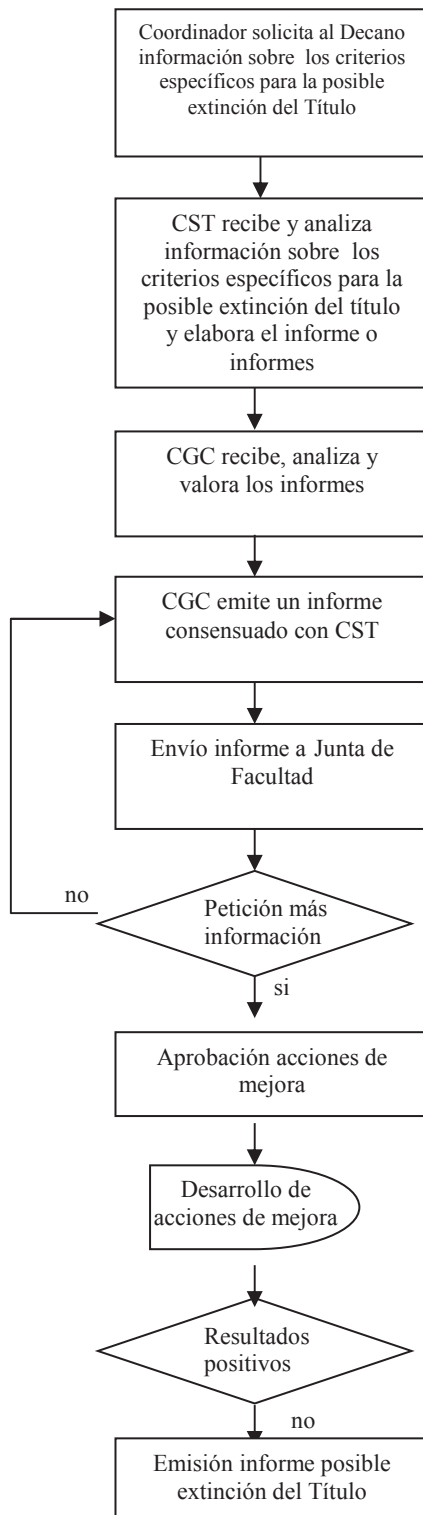 Coordinador solicita al Decano
información sobre los criterios
específicos para la posible
extinción del Título
CST recibe y analiza
información sobre los
criterios específicos para la
posible extinción del título
y elabora el informe o
informes
CGC recibe, analiza y
valora los informes
CGC emite un informe
consensuado con CST
Envío informe a Junta de
Facultad
no
Petición más
información
si
Aprobación acciones de
mejora
Desarrollo de
acciones de mejora
Resultados
positivos
no
Emisión informe posible
extinción del Título